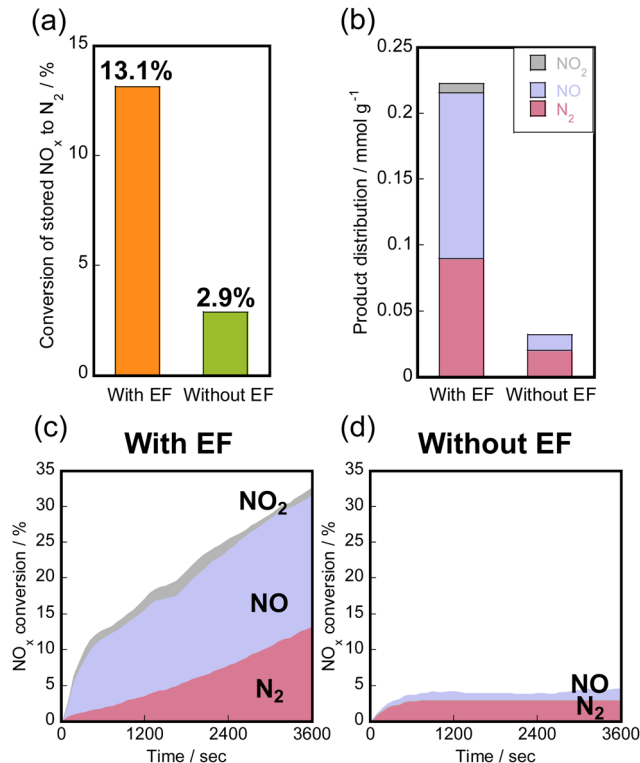 (a)
Conversion of stored NOₓ to N₂ / %
15
10
5
0
13.1%
2.9%
With EF
Without EF
(b)
Product distribution / mmol g⁻¹
0.25
0.2
0.15
0.1
0.05
0
NO₂
NO
N₂
With EF
Without EF
(c)
With EF
NOₓ conversion / %
35
30
25
20
15
10
5
0
NO₂
NO
N₂
0
1200
2400
3600
Time / sec
(d)
Without EF
NOₓ conversion / %
35
30
25
20
15
10
5
0
NO
N₂
0
1200
2400
3600
Time / sec